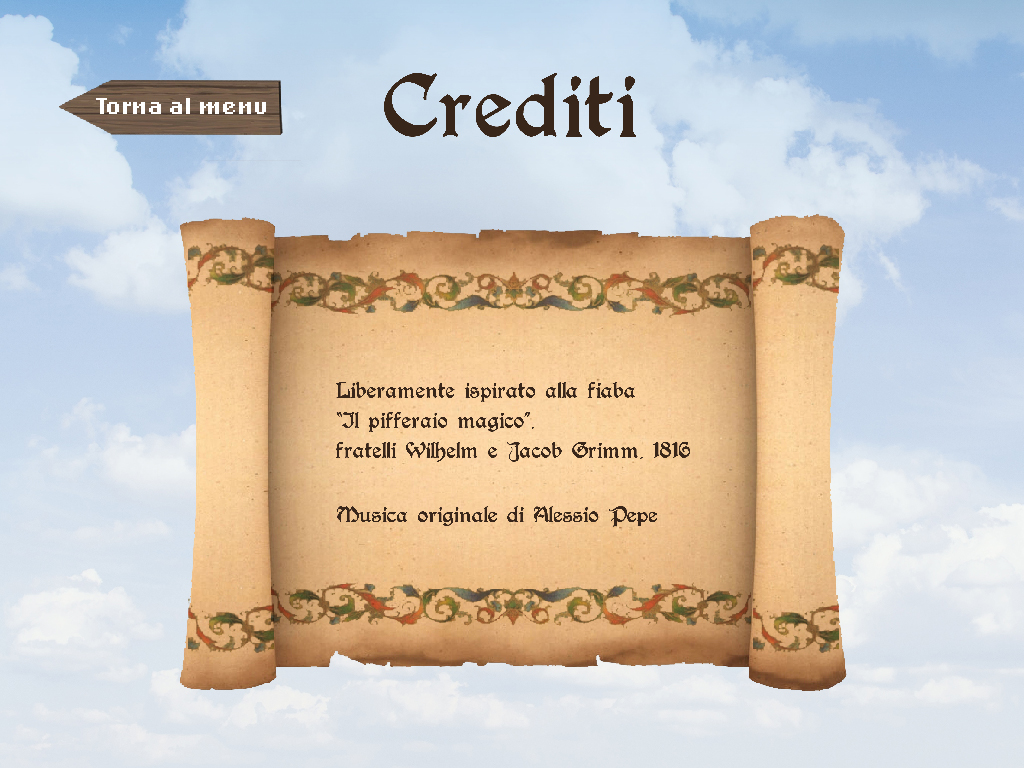 Torna al menu
Crediti
Liberamente ispirato alla fiaba
"Il pifferaio magico",
fratelli Wilhelm e Jacob Grimm, 1816
Musica originale di Alessio Pepe